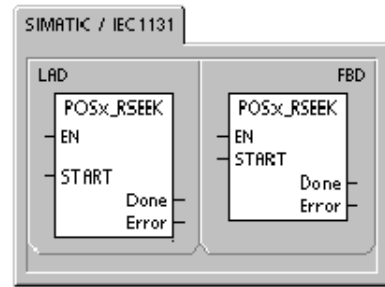 SIMATIC / IEC1131
LAD
FBD
POSx_RSEEK
EN
START
Done
Error
POSx_RSEEK
EN
START
Done
Error